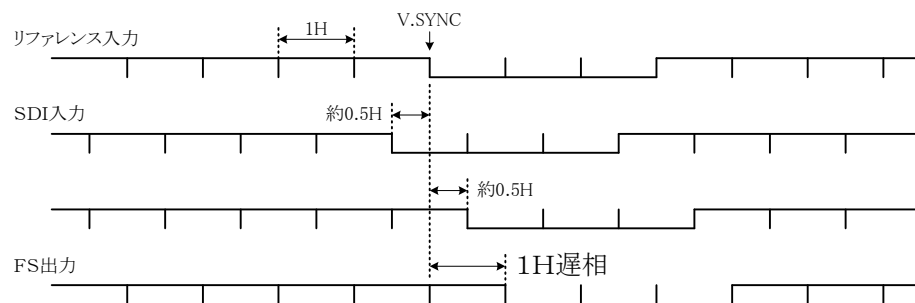 V.SYNC
リファレンス入力
1H
SDI入力
約0.5H
約0.5H
FS出力
1H遅相